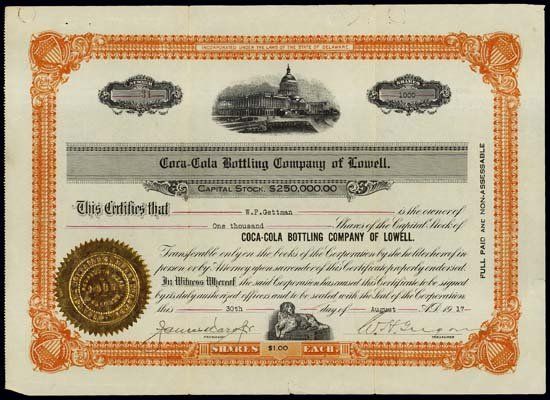 INCORPORATED UNDER THE LAWS OF THE STATE OF DELAWARE.
31
1,000
Coca-Cola Bottling Company of Lowell.
CAPITAL STOCK, $250,000.00
This Certifies that W.P.Gettman is the owner of
One thousand Shares of the Capital Stock of
COCA-COLA BOTTLING COMPANY OF LOWELL.
Transferable only on the books of the Corporation by the holder hereof in
person or by Attorney upon surrender of this Certificate properly endorsed.
In Witness Whereof the said Corporation has caused this Certificate to be signed
by its duly authorized officers and to be sealed with the Seal of the Corporation
this 30th day of August A.D. 1917
PRESIDENT
TREASURER
SHARES $1.00 EACH
FULL PAID AND NON-ASSESSABLE